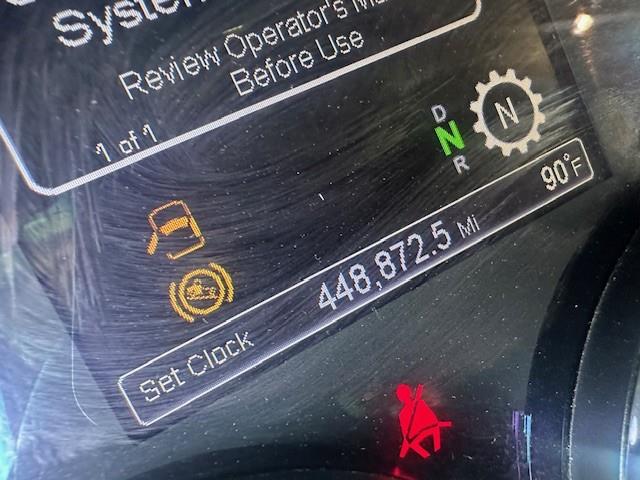 System
Review Operator's
Before Use
1 of 1
D
N
R
N
90°F
448,872.5 Mi
Set Clock